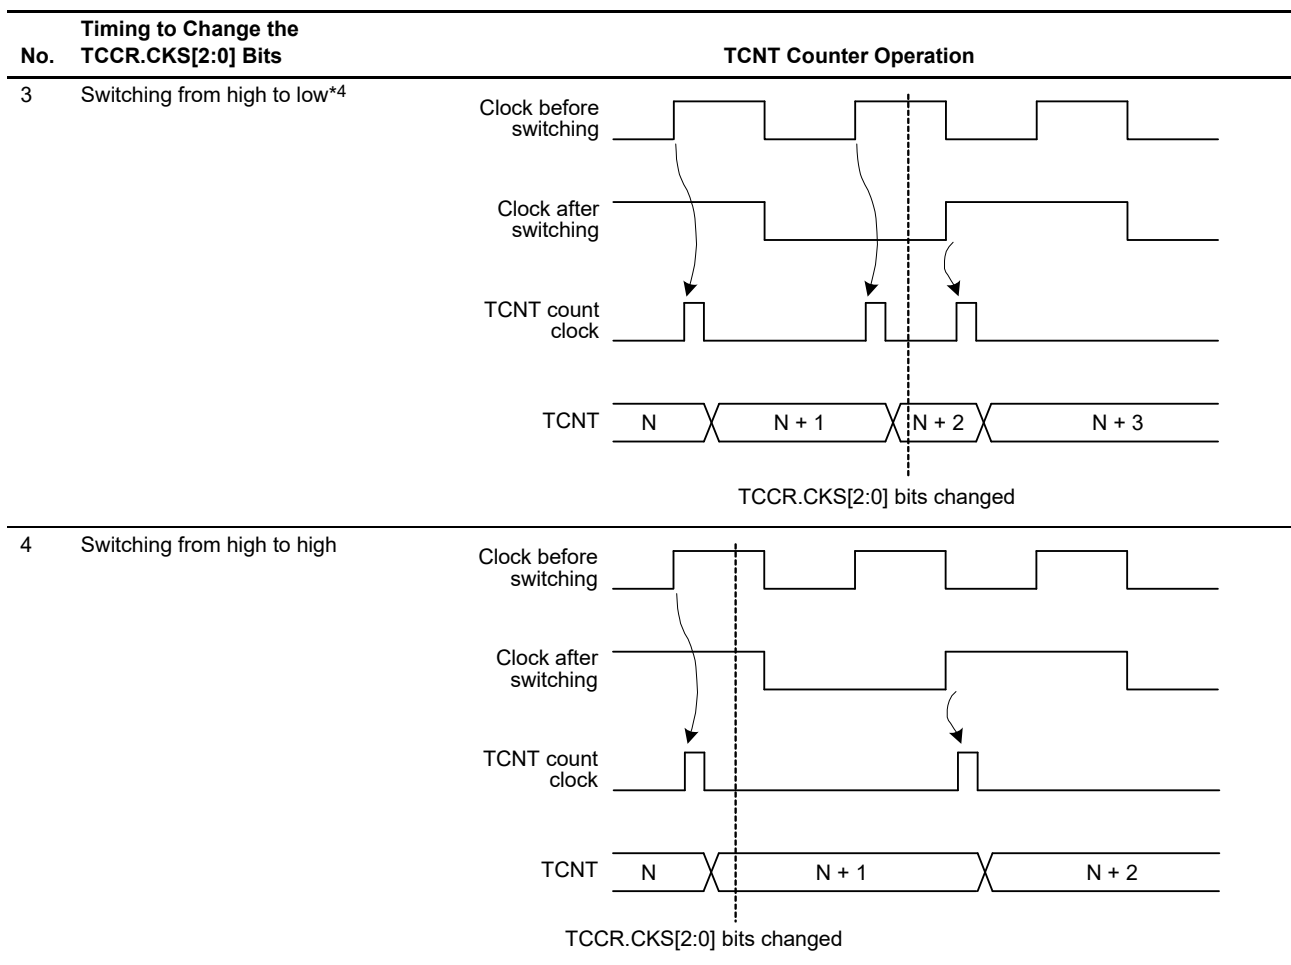 Timing to Change the
No. TCCR.CKS[2:0] Bits TCNT Counter Operation
3 Switching from high to low*4
Clock before
switching
Clock after
switching
TCNT count
clock
TCNT N N + 1 N + 2 N + 3
TCCR.CKS[2:0] bits changed
4 Switching from high to high
Clock before
switching
Clock after
switching
TCNT count
clock
TCNT N N + 1 N + 2
TCCR.CKS[2:0] bits changed